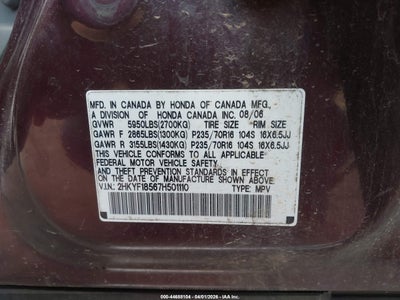 MFD. IN CANADA BY HONDA OF CANADA MFG.,
A DIVISION OF HONDA CANADA INC. 08/06
GVWR 5950LBS(2700KG) TIRE SIZE RIM SIZE
GAWR F 2865LBS(1300KG) P235/70R16 104S 16X6.5JJ
GAWR R 3155LBS(1430KG) P235/70R16 104S 16X6.5JJ
THIS VEHICLE CONFORMS TO ALL APPLICABLE
FEDERAL MOTOR VEHICLE SAFETY
AND THEFT PREVENTION STANDARDS IN EFFECT
ON THE DATE OF MANUFACTURE SHOWN ABOVE.
V.I.N.: 2HKYF18567H501110 TYPE: MPV
000-44658104 - 04/01/2026 - IAAI.US